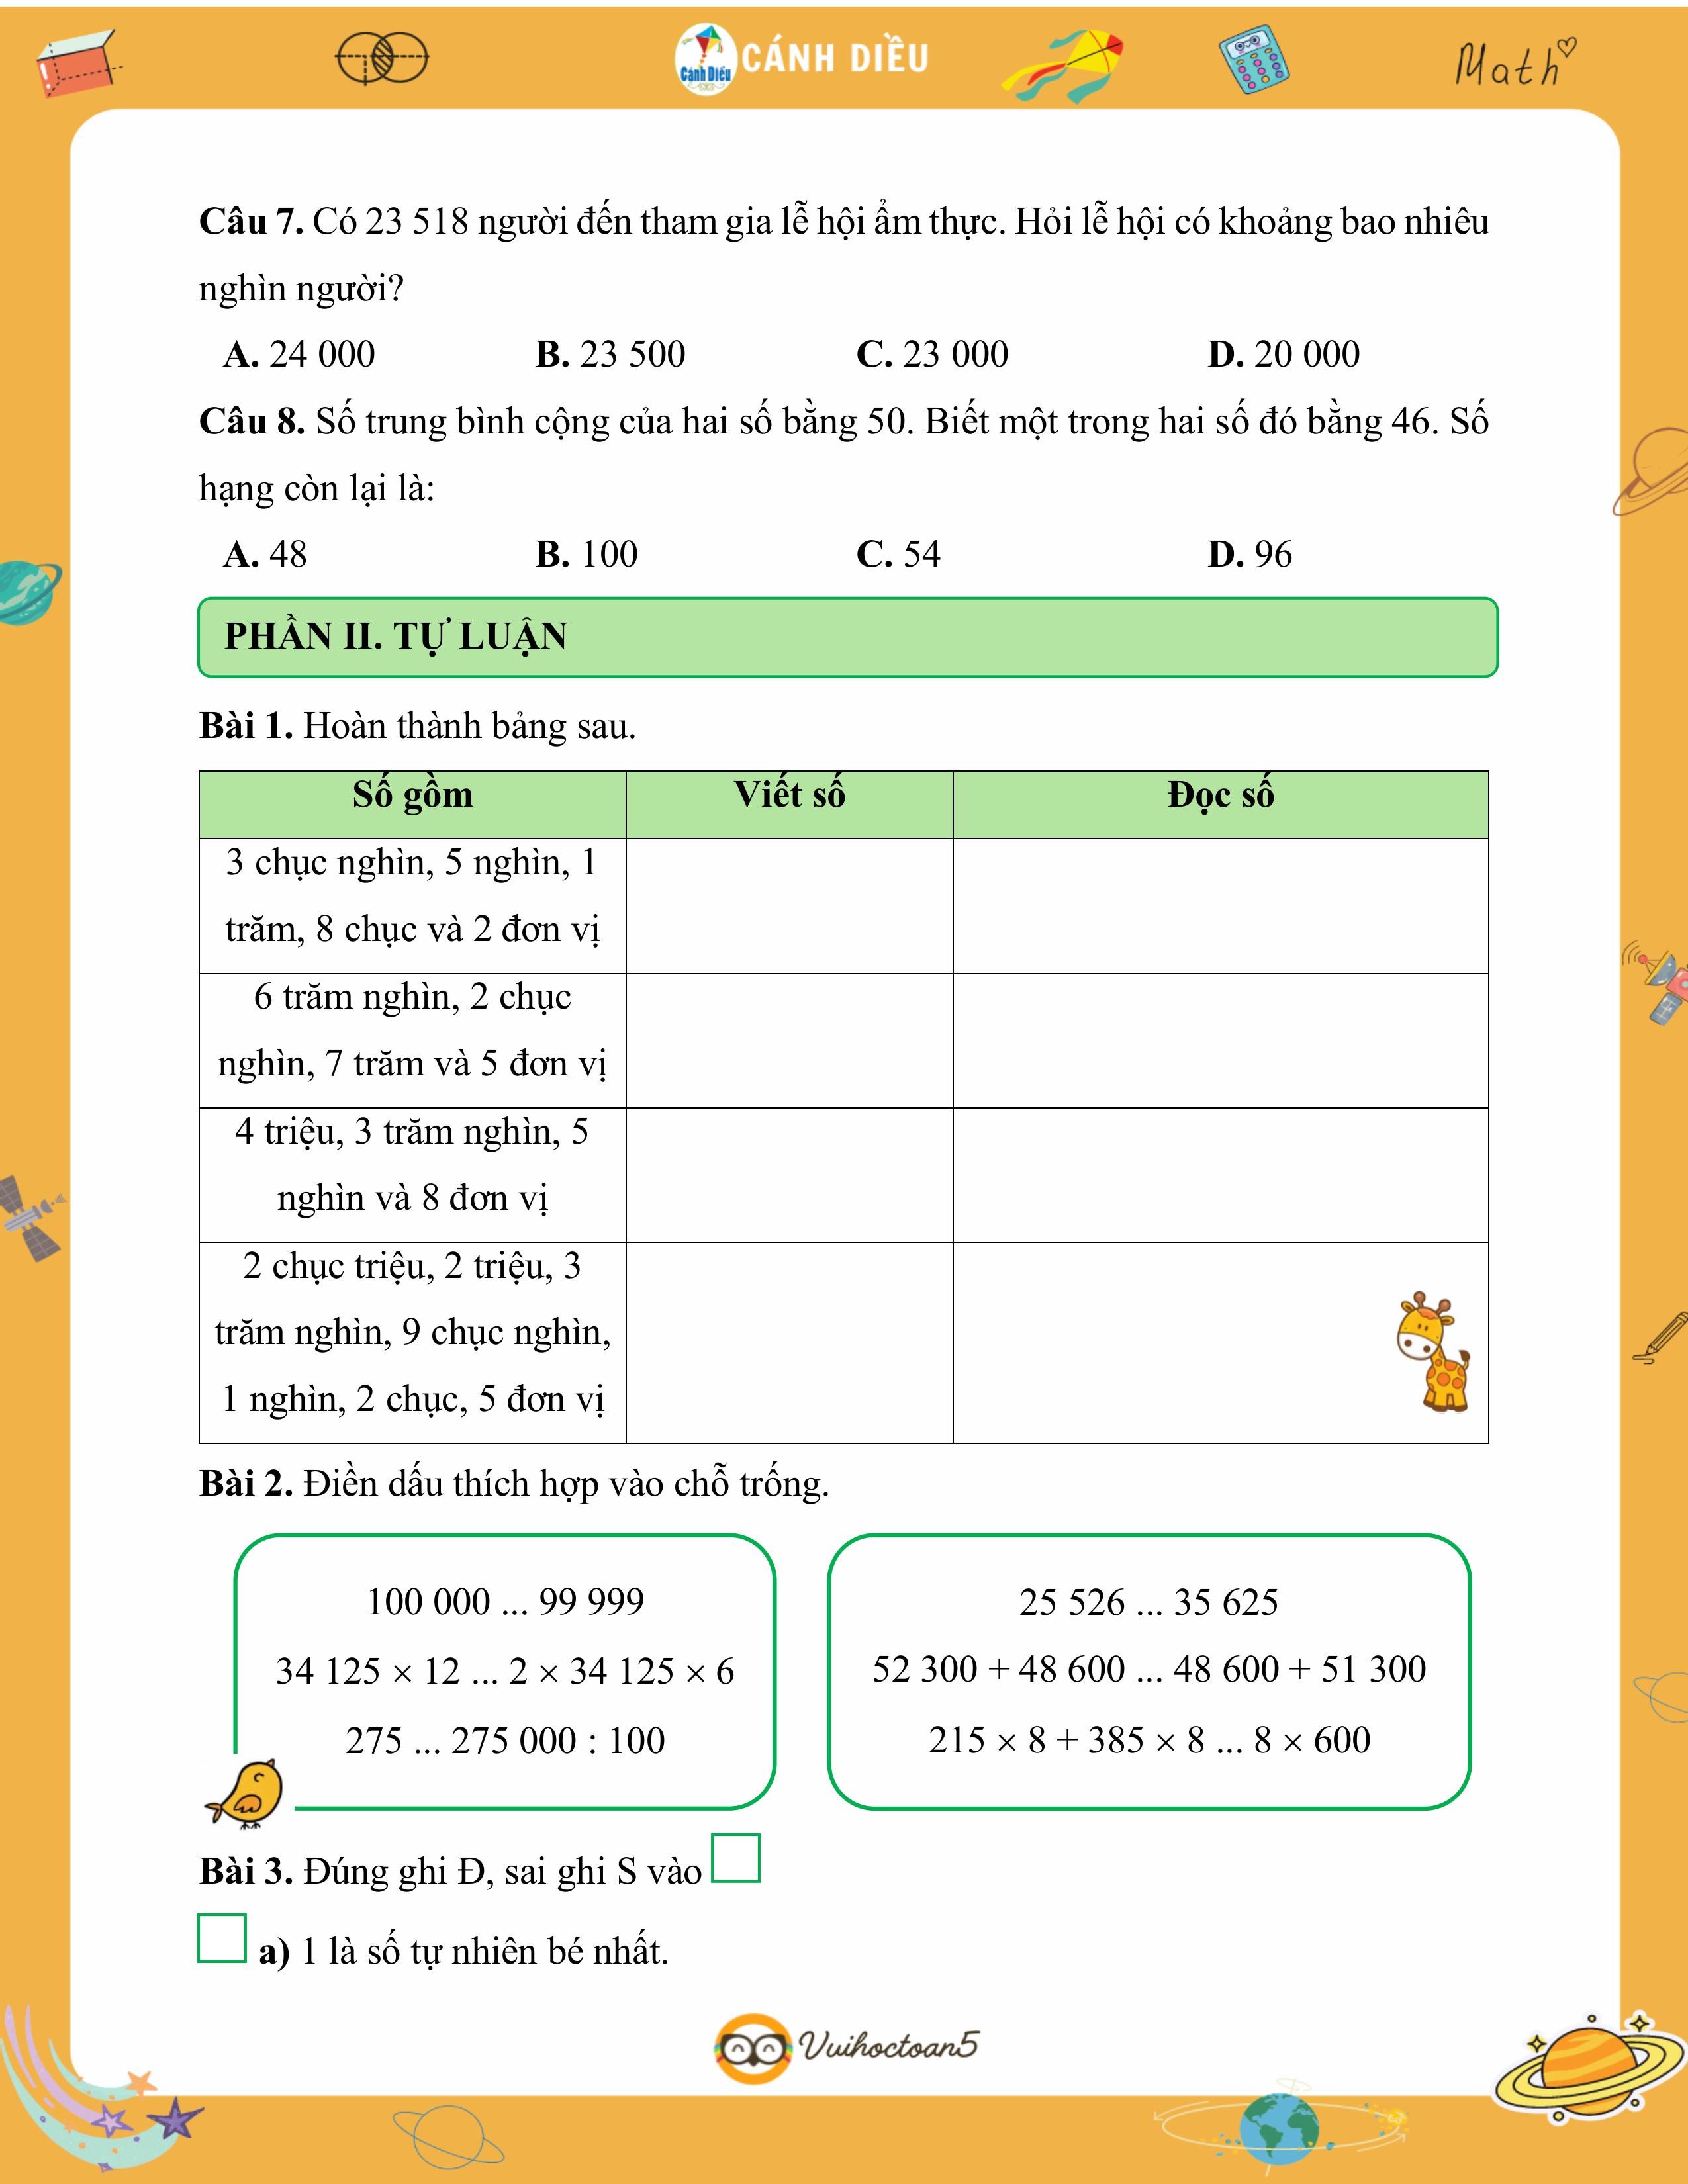 Cánh Diều
CÁNH DIỀU
Math
Câu 7. Có 23 518 người đến tham gia lễ hội ẩm thực. Hỏi lễ hội có khoảng bao nhiêu
nghìn người?
A. 24 000 B. 23 500 C. 23 000 D. 20 000
Câu 8. Số trung bình cộng của hai số bằng 50. Biết một trong hai số đó bằng 46. Số
hạng còn lại là:
A. 48 B. 100 C. 54 D. 96
PHẦN II. TỰ LUẬN
Bài 1. Hoàn thành bảng sau.
Số gồm Viết số Đọc số
3 chục nghìn, 5 nghìn, 1
trăm, 8 chục và 2 đơn vị
6 trăm nghìn, 2 chục
nghìn, 7 trăm và 5 đơn vị
4 triệu, 3 trăm nghìn, 5
nghìn và 8 đơn vị
2 chục triệu, 2 triệu, 3
trăm nghìn, 9 chục nghìn,
1 nghìn, 2 chục, 5 đơn vị
Bài 2. Điền dấu thích hợp vào chỗ trống.
100 000 ... 99 999
34 125 × 12 ... 2 × 34 125 × 6
275 ... 275 000 : 100
25 526 ... 35 625
52 300 + 48 600 ... 48 600 + 51 300
215 × 8 + 385 × 8 ... 8 × 600
Bài 3. Đúng ghi Đ, sai ghi S vào
a) 1 là số tự nhiên bé nhất.
Vuihoctoan5